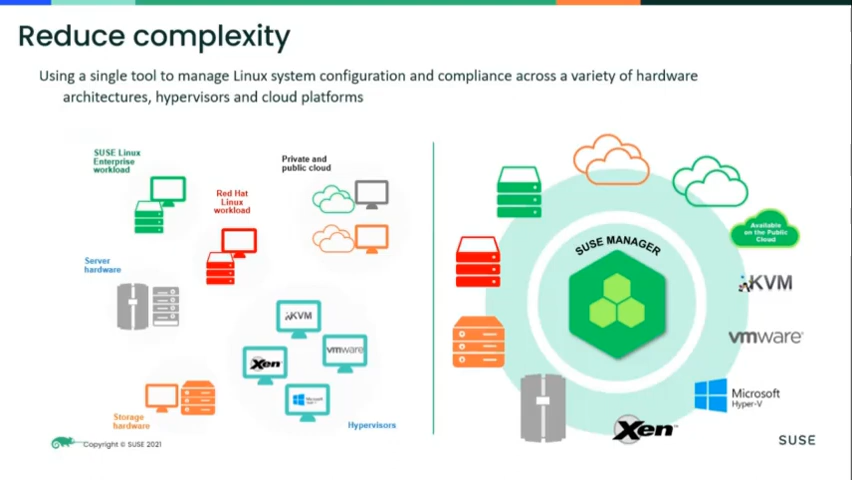 Reduce complexity
Using a single tool to manage Linux system configuration and compliance across a variety of hardware
architectures, hypervisors and cloud platforms
SUSE Linux
Enterprise
workload
Red Hat
Linux
workload
Private and
public cloud
Server
hardware
KVM
vmware
Xen
Microsoft
Storage
hardware
Hypervisors
Copyright © SUSE 2021
SUSE MANAGER
Available
on the Public
Cloud
KVM
vmware®
Microsoft
Hyper-V
Xen™
SUSE